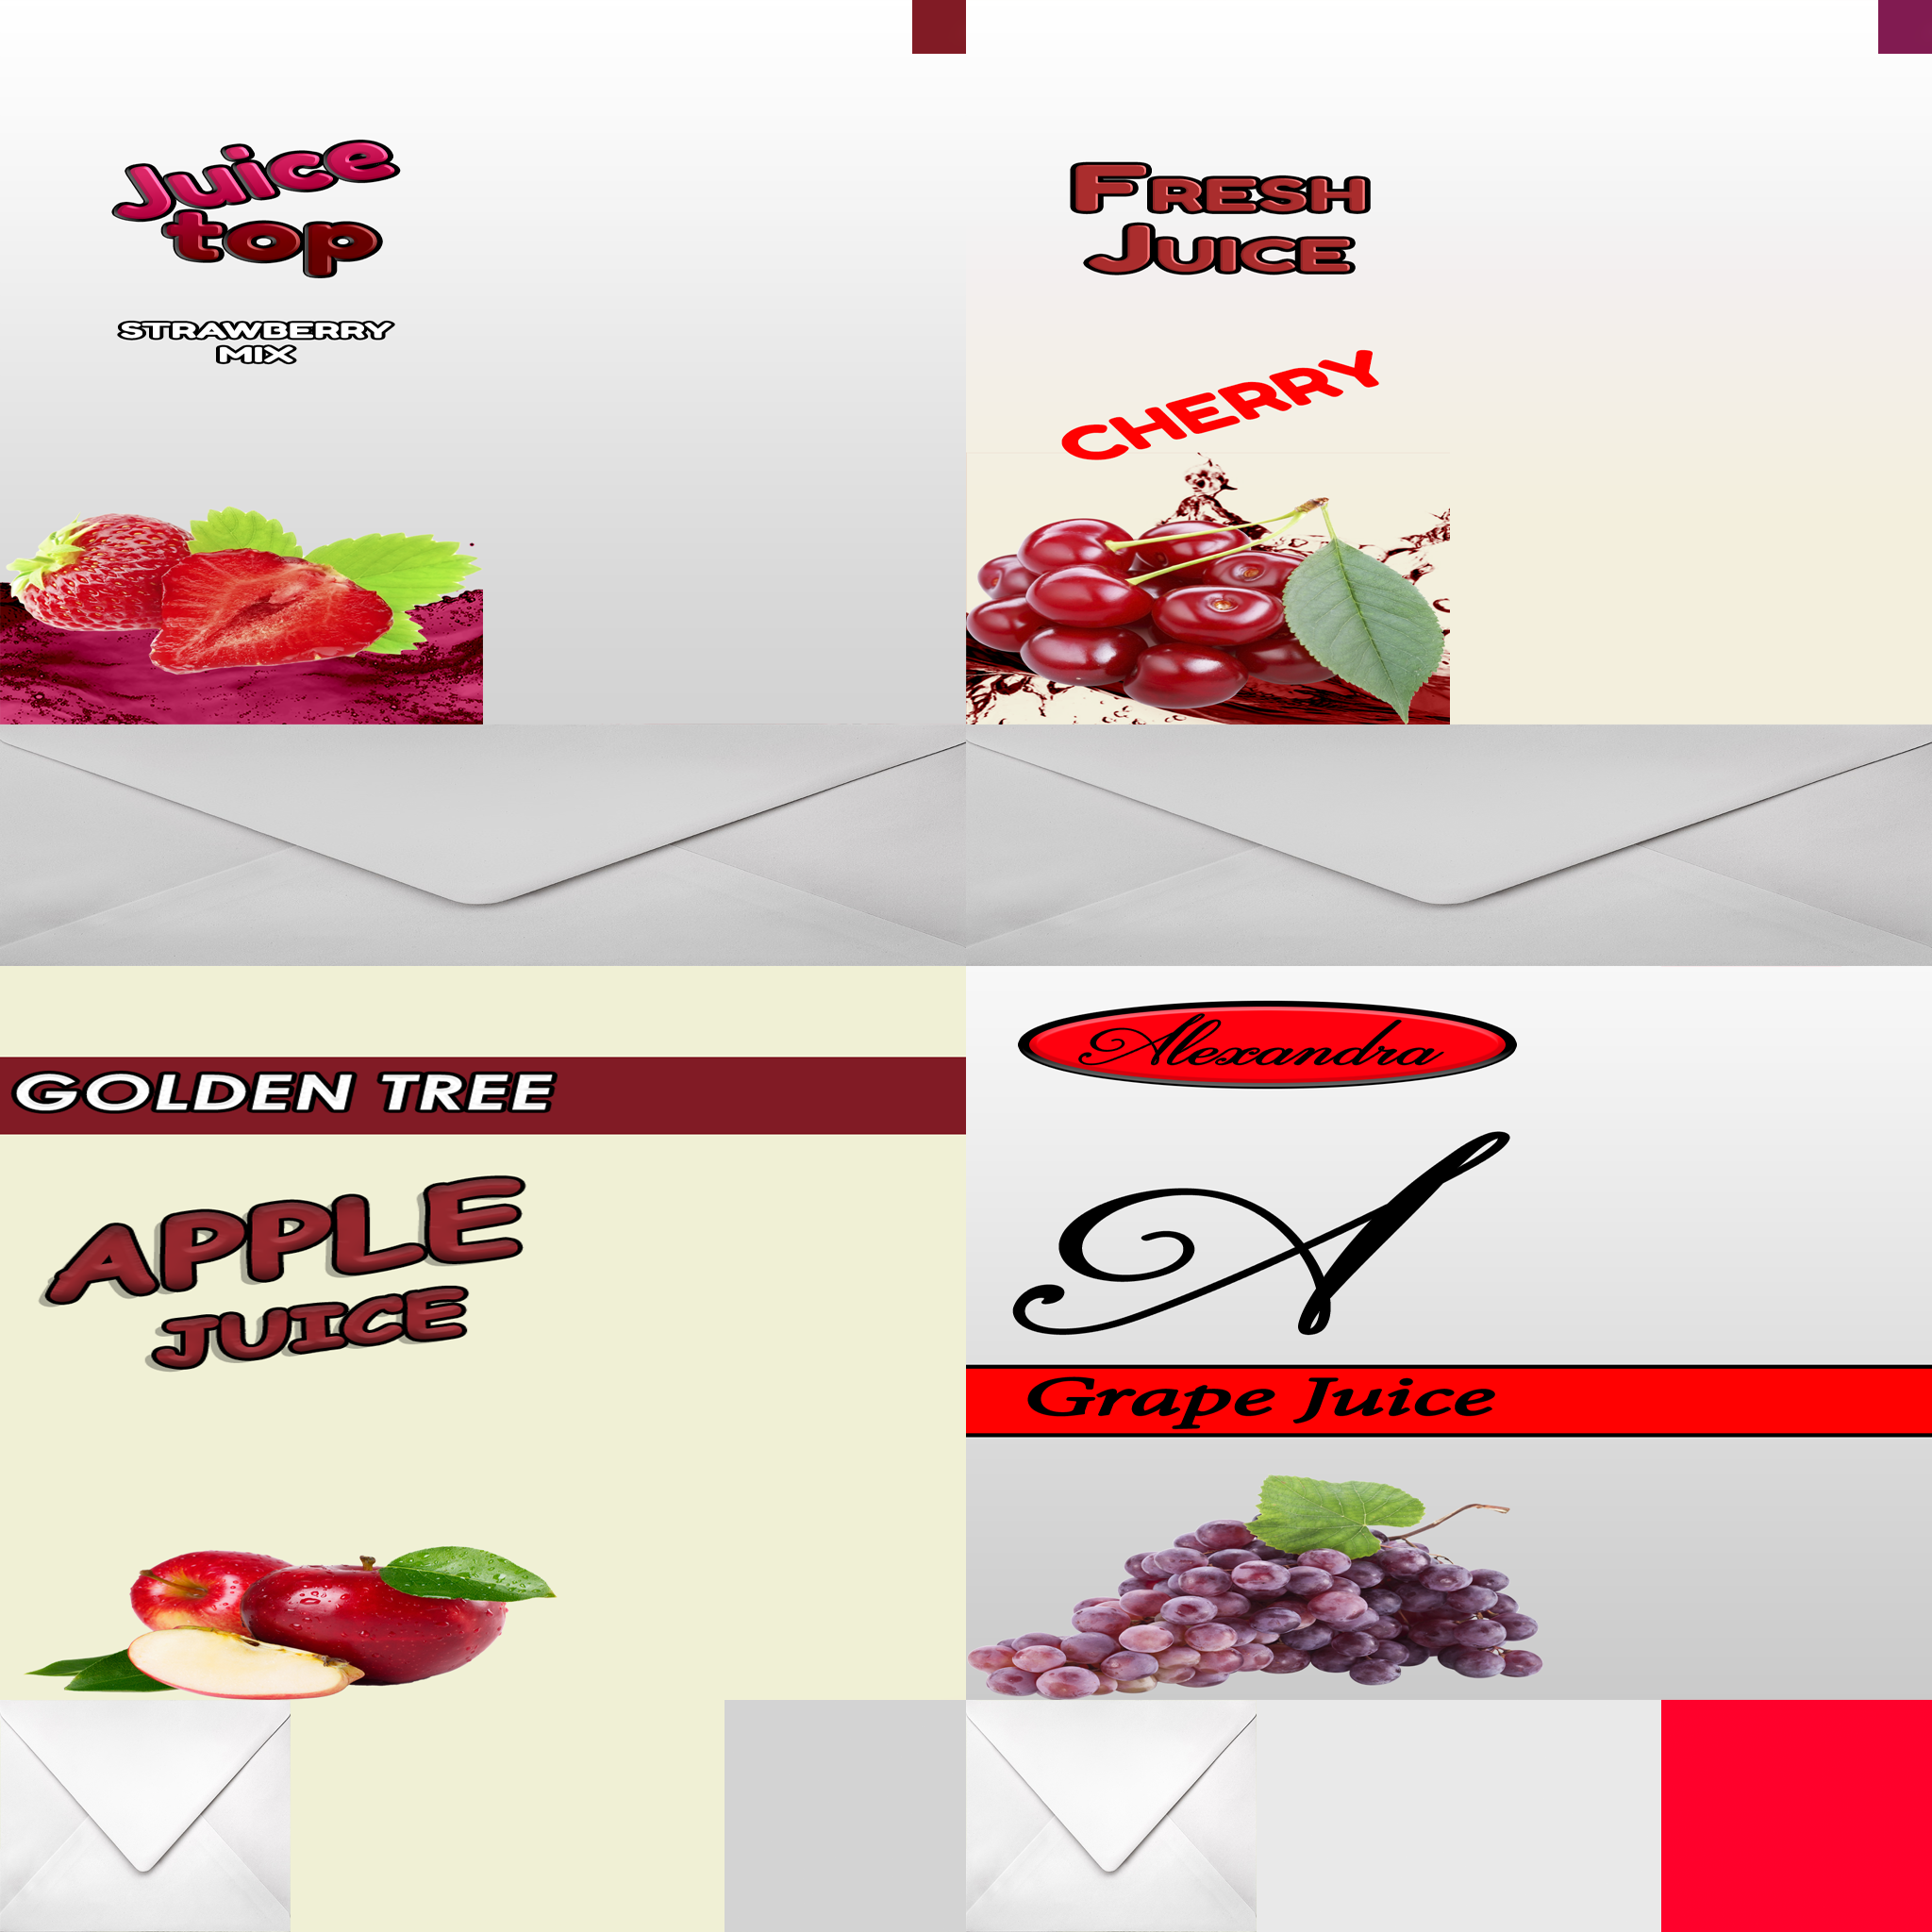 Juice
top
STRAWBERRY
MIX
FRESH
JUICE
CHERRY
GOLDEN TREE
APPLE
JUICE
Alexandra
A
Grape Juice